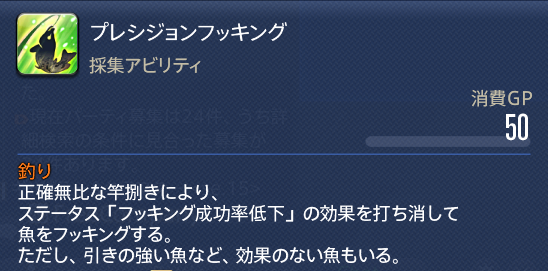 プレシジョンフッキング
採集アビリティ
消費GP
50
釣り
正確無比な竿捌きにより、
ステータス「フッキング成功率低下」の効果を打ち消して
魚をフッキングする。
ただし、引きの強い魚など、効果のない魚もいる。